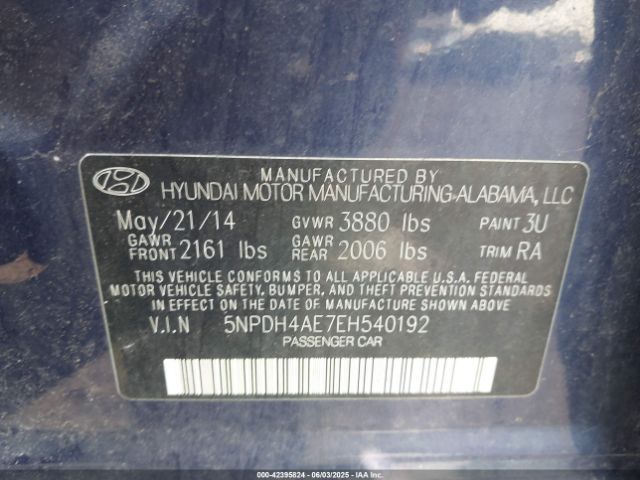 MANUFACTURED BY
HYUNDAI MOTOR MANUFACTURING-ALABAMA, LLC
May/21/14 GVWR 3880 lbs PAINT 3U
GAWR FRONT 2161 lbs GAWR REAR 2006 lbs TRIM RA
THIS VEHICLE CONFORMS TO ALL APPLICABLE U.S.A. FEDERAL
MOTOR VEHICLE SAFETY, BUMPER, AND THEFT PREVENTION STANDARDS
IN EFFECT ON THE DATE OF MANUFACTURE SHOWN ABOVE
V.I.N 5NPDH4AE7EH540192
PASSENGER CAR
000-42395824 - 06/03/2025 - IAAI.COM